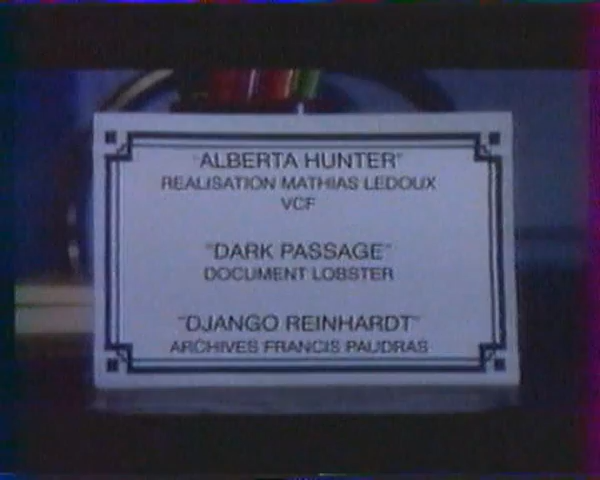 "ALBERTA HUNTER"
REALISATION MATHIAS LEDOUX
VCF
"DARK PASSAGE"
DOCUMENT LOBSTER
"DJANGO REINHARDT"
ARCHIVES FRANCIS PAUDRAS